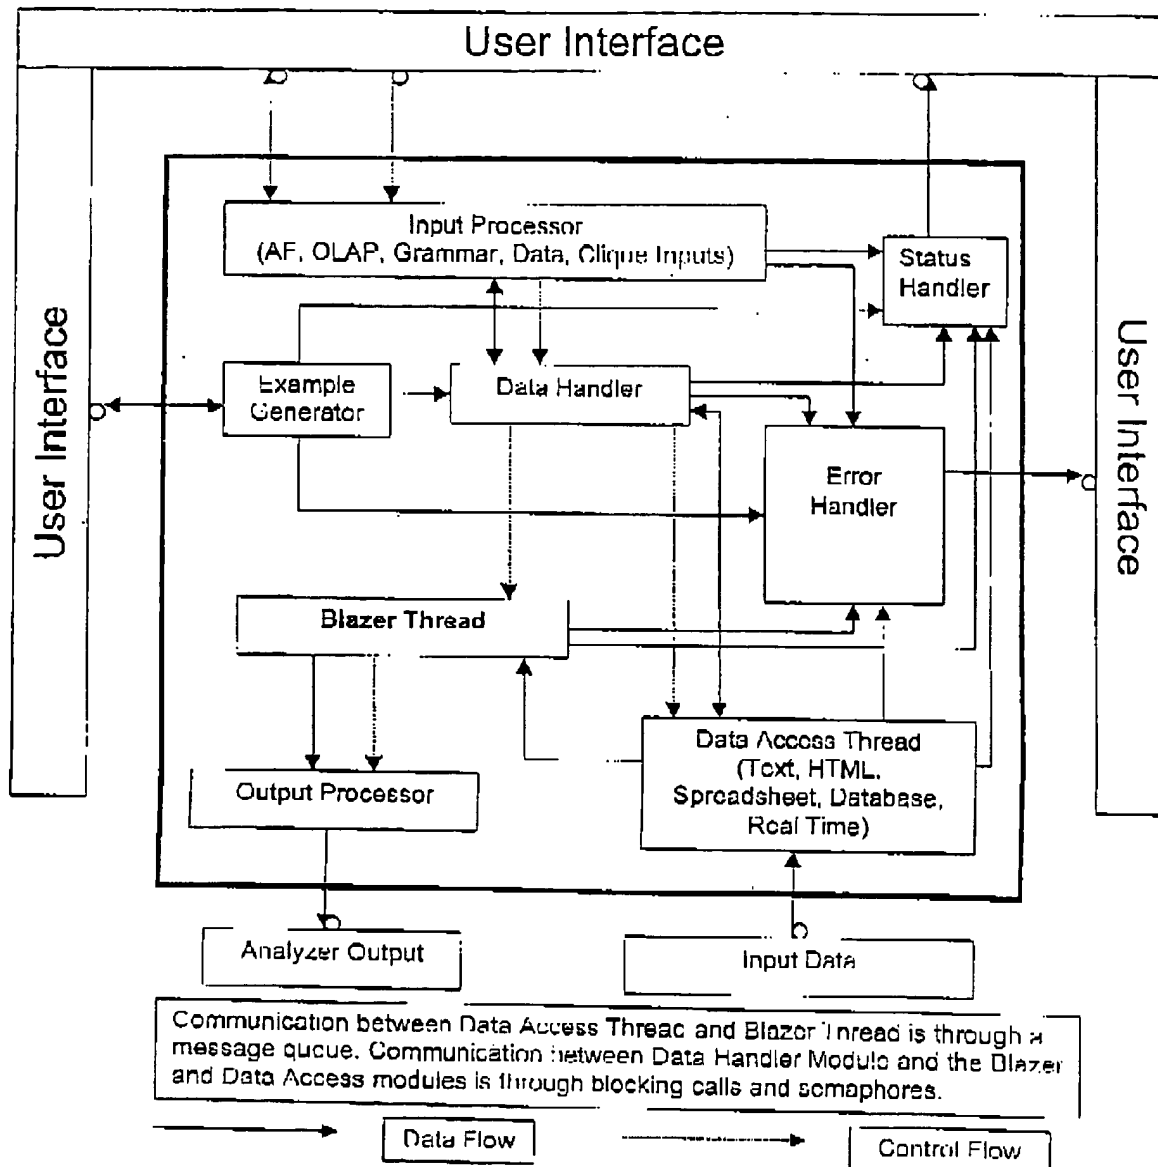 User Interface
User Interface
User Interface
Input Processor
(AF, OLAP, Grammar, Data, Clique Inputs)
Status
Handler
Example
Generator
Data Handler
Error
Handler
Blazer Thread
Data Access Thread
(Text, HTML,
Spreadsheet, Database,
Real Time)
Output Processor
Analyzer Output
Input Data
Communication between Data Access Thread and Blazer Thread is through a
message queue. Communication between Data Handler Module and the Blazer
and Data Access modules is through blocking calls and semaphores.
Data Flow
Control Flow